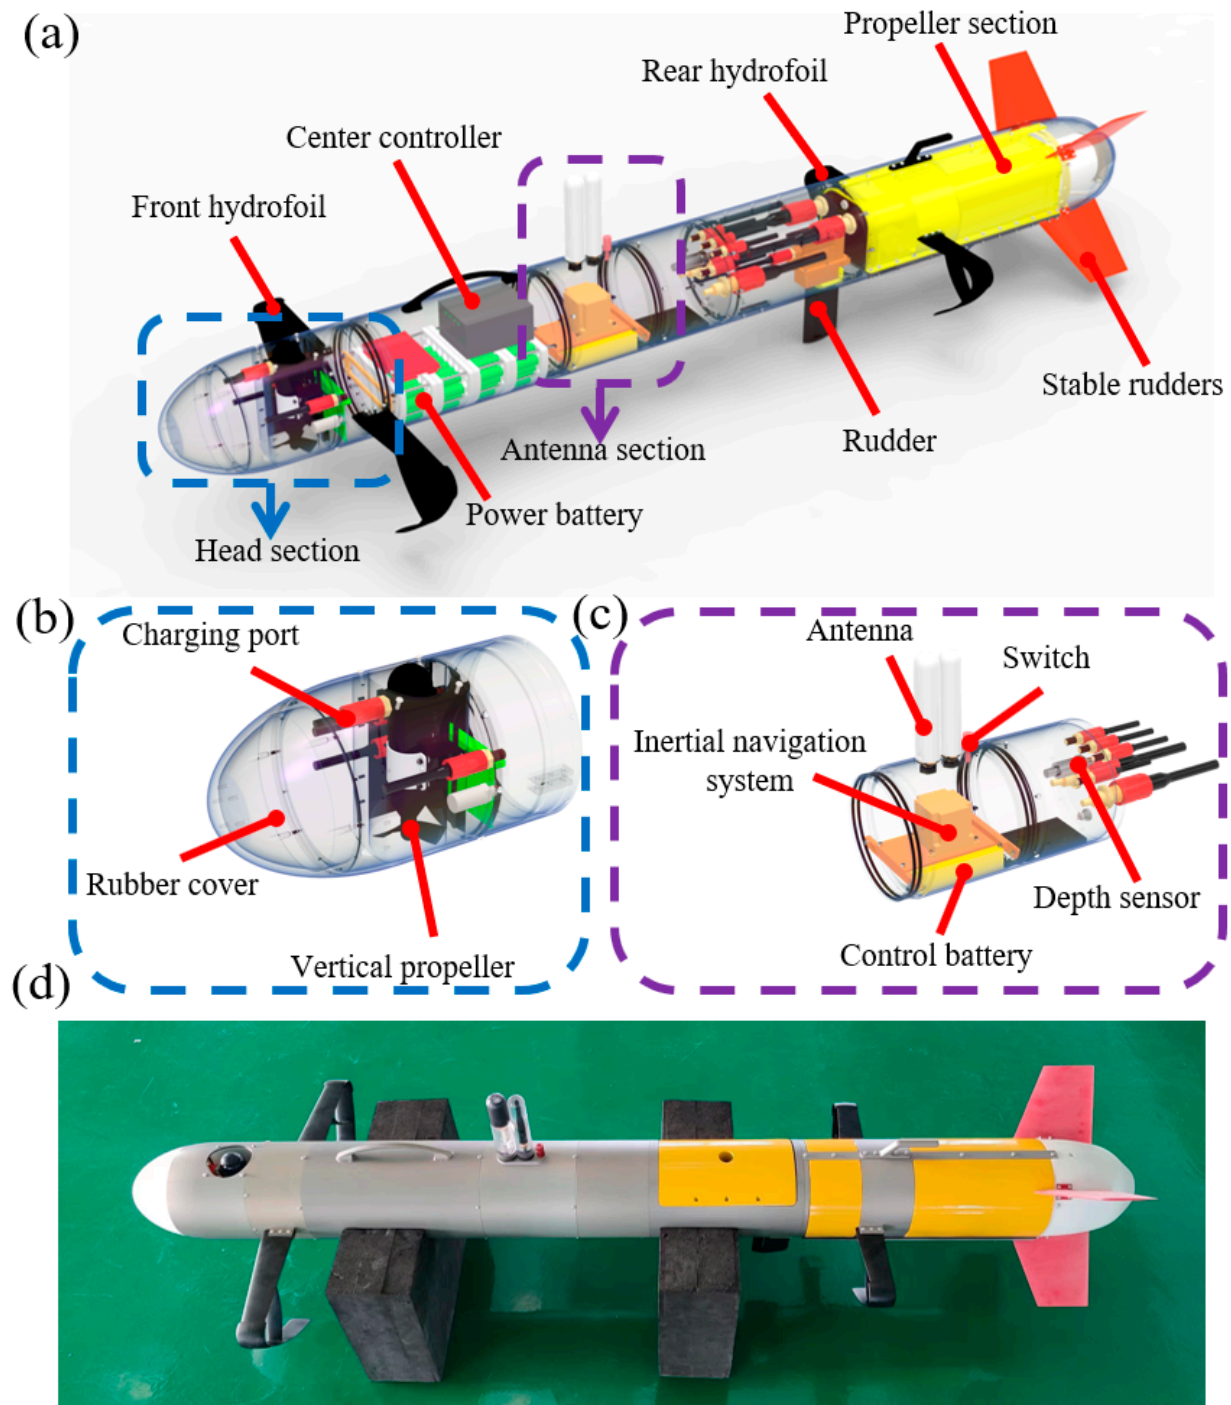 (a)
Propeller section
Rear hydrofoil
Center controller
Front hydrofoil
Stable rudders
Rudder
Antenna section
Power battery
Head section
(b)
Charging port
Rubber cover
Vertical propeller
(c)
Antenna
Switch
Inertial navigation
system
Depth sensor
Control battery
(d)